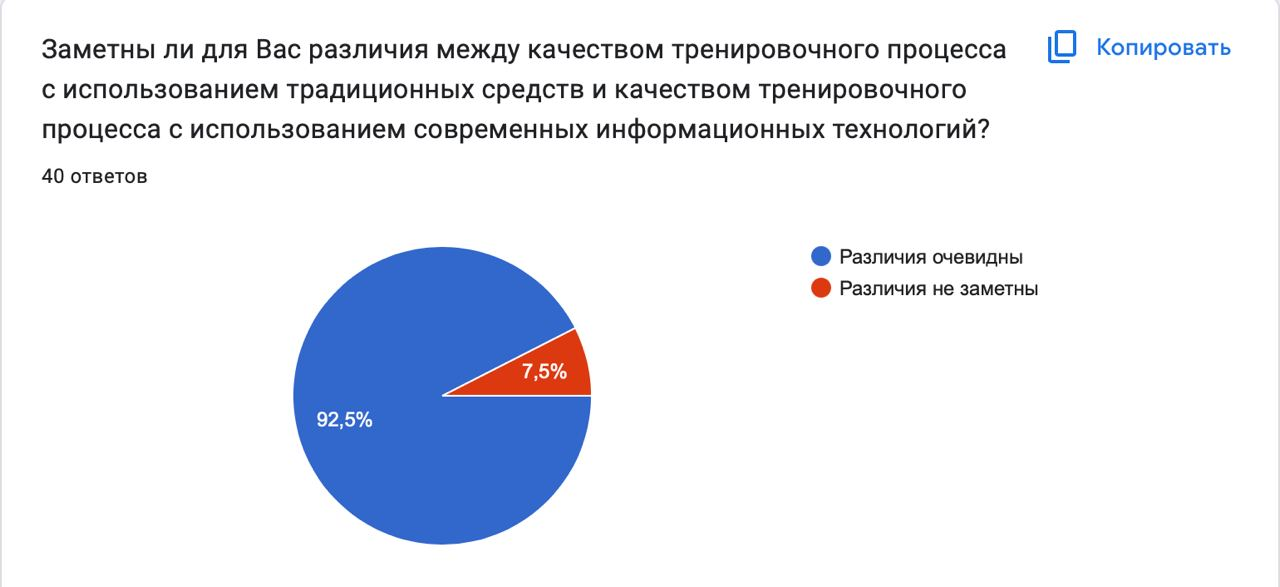 Заметны ли для Вас различия между качеством тренировочного процесса
с использованием традиционных средств и качеством тренировочного
процесса с использованием современных информационных технологий?
Копировать
40 ответов
Различия очевидны
Различия не заметны
7,5%
92,5%